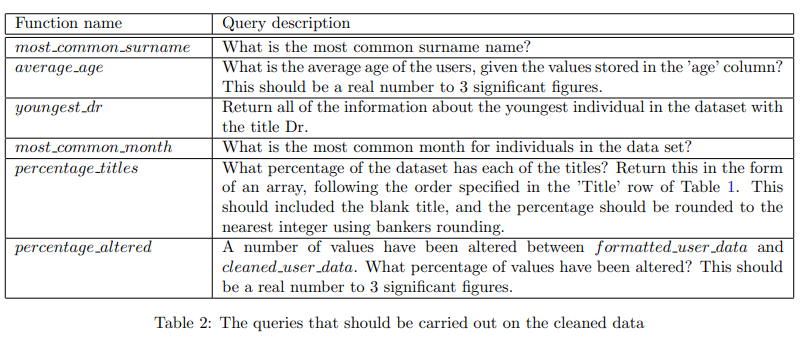 Function name Query description
most_common_surname What is the most common surname name?
average_age What is the average age of the users, given the values stored in the 'age' column?
This should be a real number to 3 significant figures.
youngest_dr Return all of the information about the youngest individual in the dataset with
the title Dr.
most_common_month What is the most common month for individuals in the data set?
percentage_titles What percentage of the dataset has each of the titles? Return this in the form
of an array, following the order specified in the 'Title' row of Table 1. This
should included the blank title, and the percentage should be rounded to the
nearest integer using bankers rounding.
percentage_altered A number of values have been altered between formatted_user_data and
cleaned_user_data. What percentage of values have been altered? This should
be a real number to 3 significant figures.
Table 2: The queries that should be carried out on the cleaned data